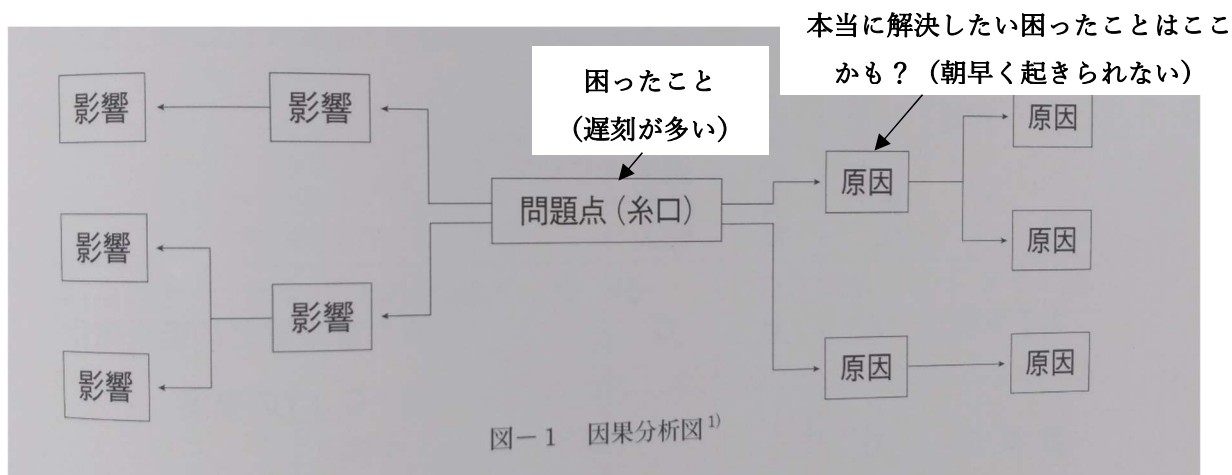 本当に解決したい困ったことはここ
かも？（朝早く起きられない）
困ったこと
（遅刻が多い）
影響
影響
原因
問題点（糸口）
原因
影響
原因
影響
影響
原因
原因
図－1　因果分析図1)